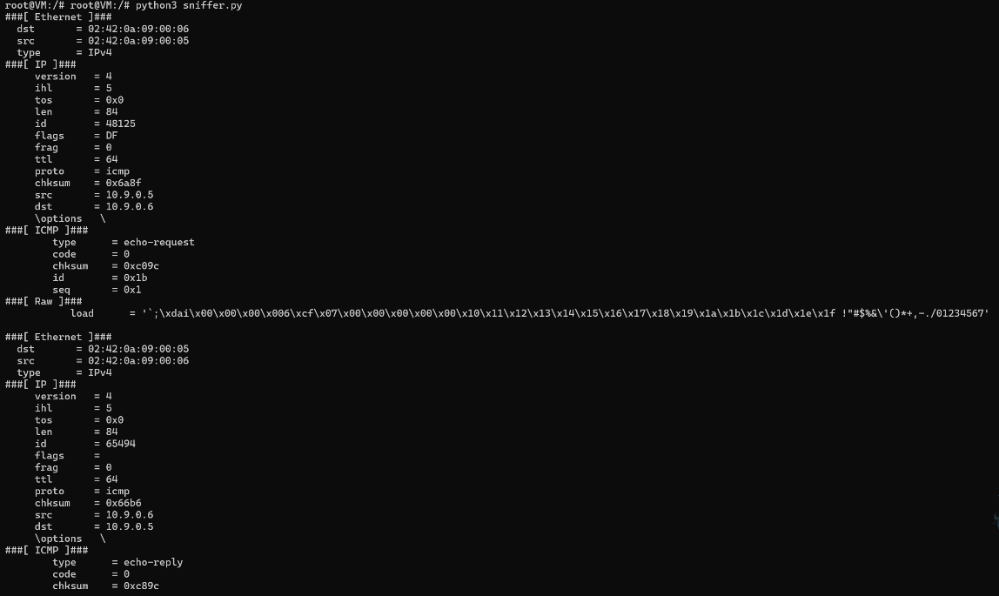 root@VM:/# root@VM:/# python3 sniffer.py
###[ Ethernet ]###
  dst       = 02:42:0a:09:00:06
  src       = 02:42:0a:09:00:05
  type      = IPv4
###[ IP ]###
     version   = 4
     ihl       = 5
     tos       = 0x0
     len       = 84
     id        = 48125
     flags     = DF
     frag      = 0
     ttl       = 64
     proto     = icmp
     chksum    = 0x6a8f
     src       = 10.9.0.5
     dst       = 10.9.0.6
     \options   \
###[ ICMP ]###
        type      = echo-request
        code      = 0
        chksum    = 0xc09c
        id        = 0x1b
        seq       = 0x1
###[ Raw ]###
           load      = '`;\xdai\x00\x00\x00\x006\xcf\x07\x00\x00\x00\x00\x00\x10\x11\x12\x13\x14\x15\x16\x17\x18\x19\x1a\x1b\x1c\x1d\x1e\x1f !"#$%&\'()*+,-./01234567'
###[ Ethernet ]###
  dst       = 02:42:0a:09:00:05
  src       = 02:42:0a:09:00:06
  type      = IPv4
###[ IP ]###
     version   = 4
     ihl       = 5
     tos       = 0x0
     len       = 84
     id        = 65494
     flags     =
     frag      = 0
     ttl       = 64
     proto     = icmp
     chksum    = 0x66b6
     src       = 10.9.0.6
     dst       = 10.9.0.5
     \options   \
###[ ICMP ]###
        type      = echo-reply
        code      = 0
        chksum    = 0xc89c